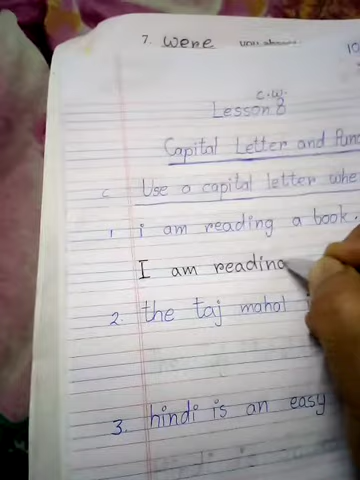 7. were
10
C.W.
Lesson 8
Capital Letter and
C Use a capital letter
1. i am reading a book.
I am reading
2. the taj mahal
3. hindi is an easy